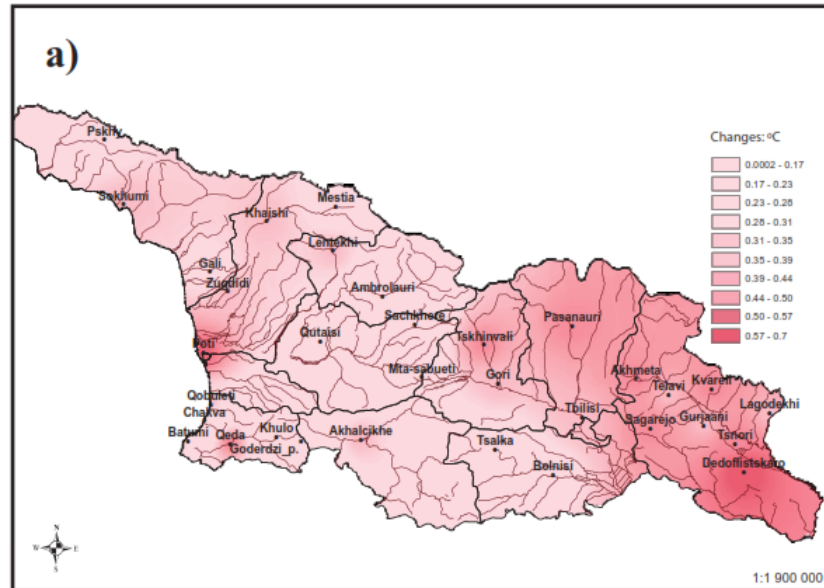 a)
Changes: ºC
0.0002 - 0.17
0.17 - 0.23
0.23 - 0.28
0.28 - 0.31
0.31 - 0.35
0.35 - 0.39
0.39 - 0.44
0.44 - 0.50
0.50 - 0.57
0.57 - 0.7
Pskhy
Sokhumi
Mestia
Khaishi
Lentekhi
Gali
Zugdidi
Ambrolauri
Sachkhere
Pasanauri
Poti
Qutaisi
Tskhinvali
Mta-sabueti
Gori
Akhmeta
Telavi
Kvareli
Qobuleti
Chakva
Tbilisi
Sagarejo
Gurjaani
Lagodekhi
Batumi
Qeda
Khulo
Goderdzi_p.
Akhalcikhe
Tsalka
Bolnisi
Tsnori
Dedoflistskaro
N
W
E
S
1:1 900 000